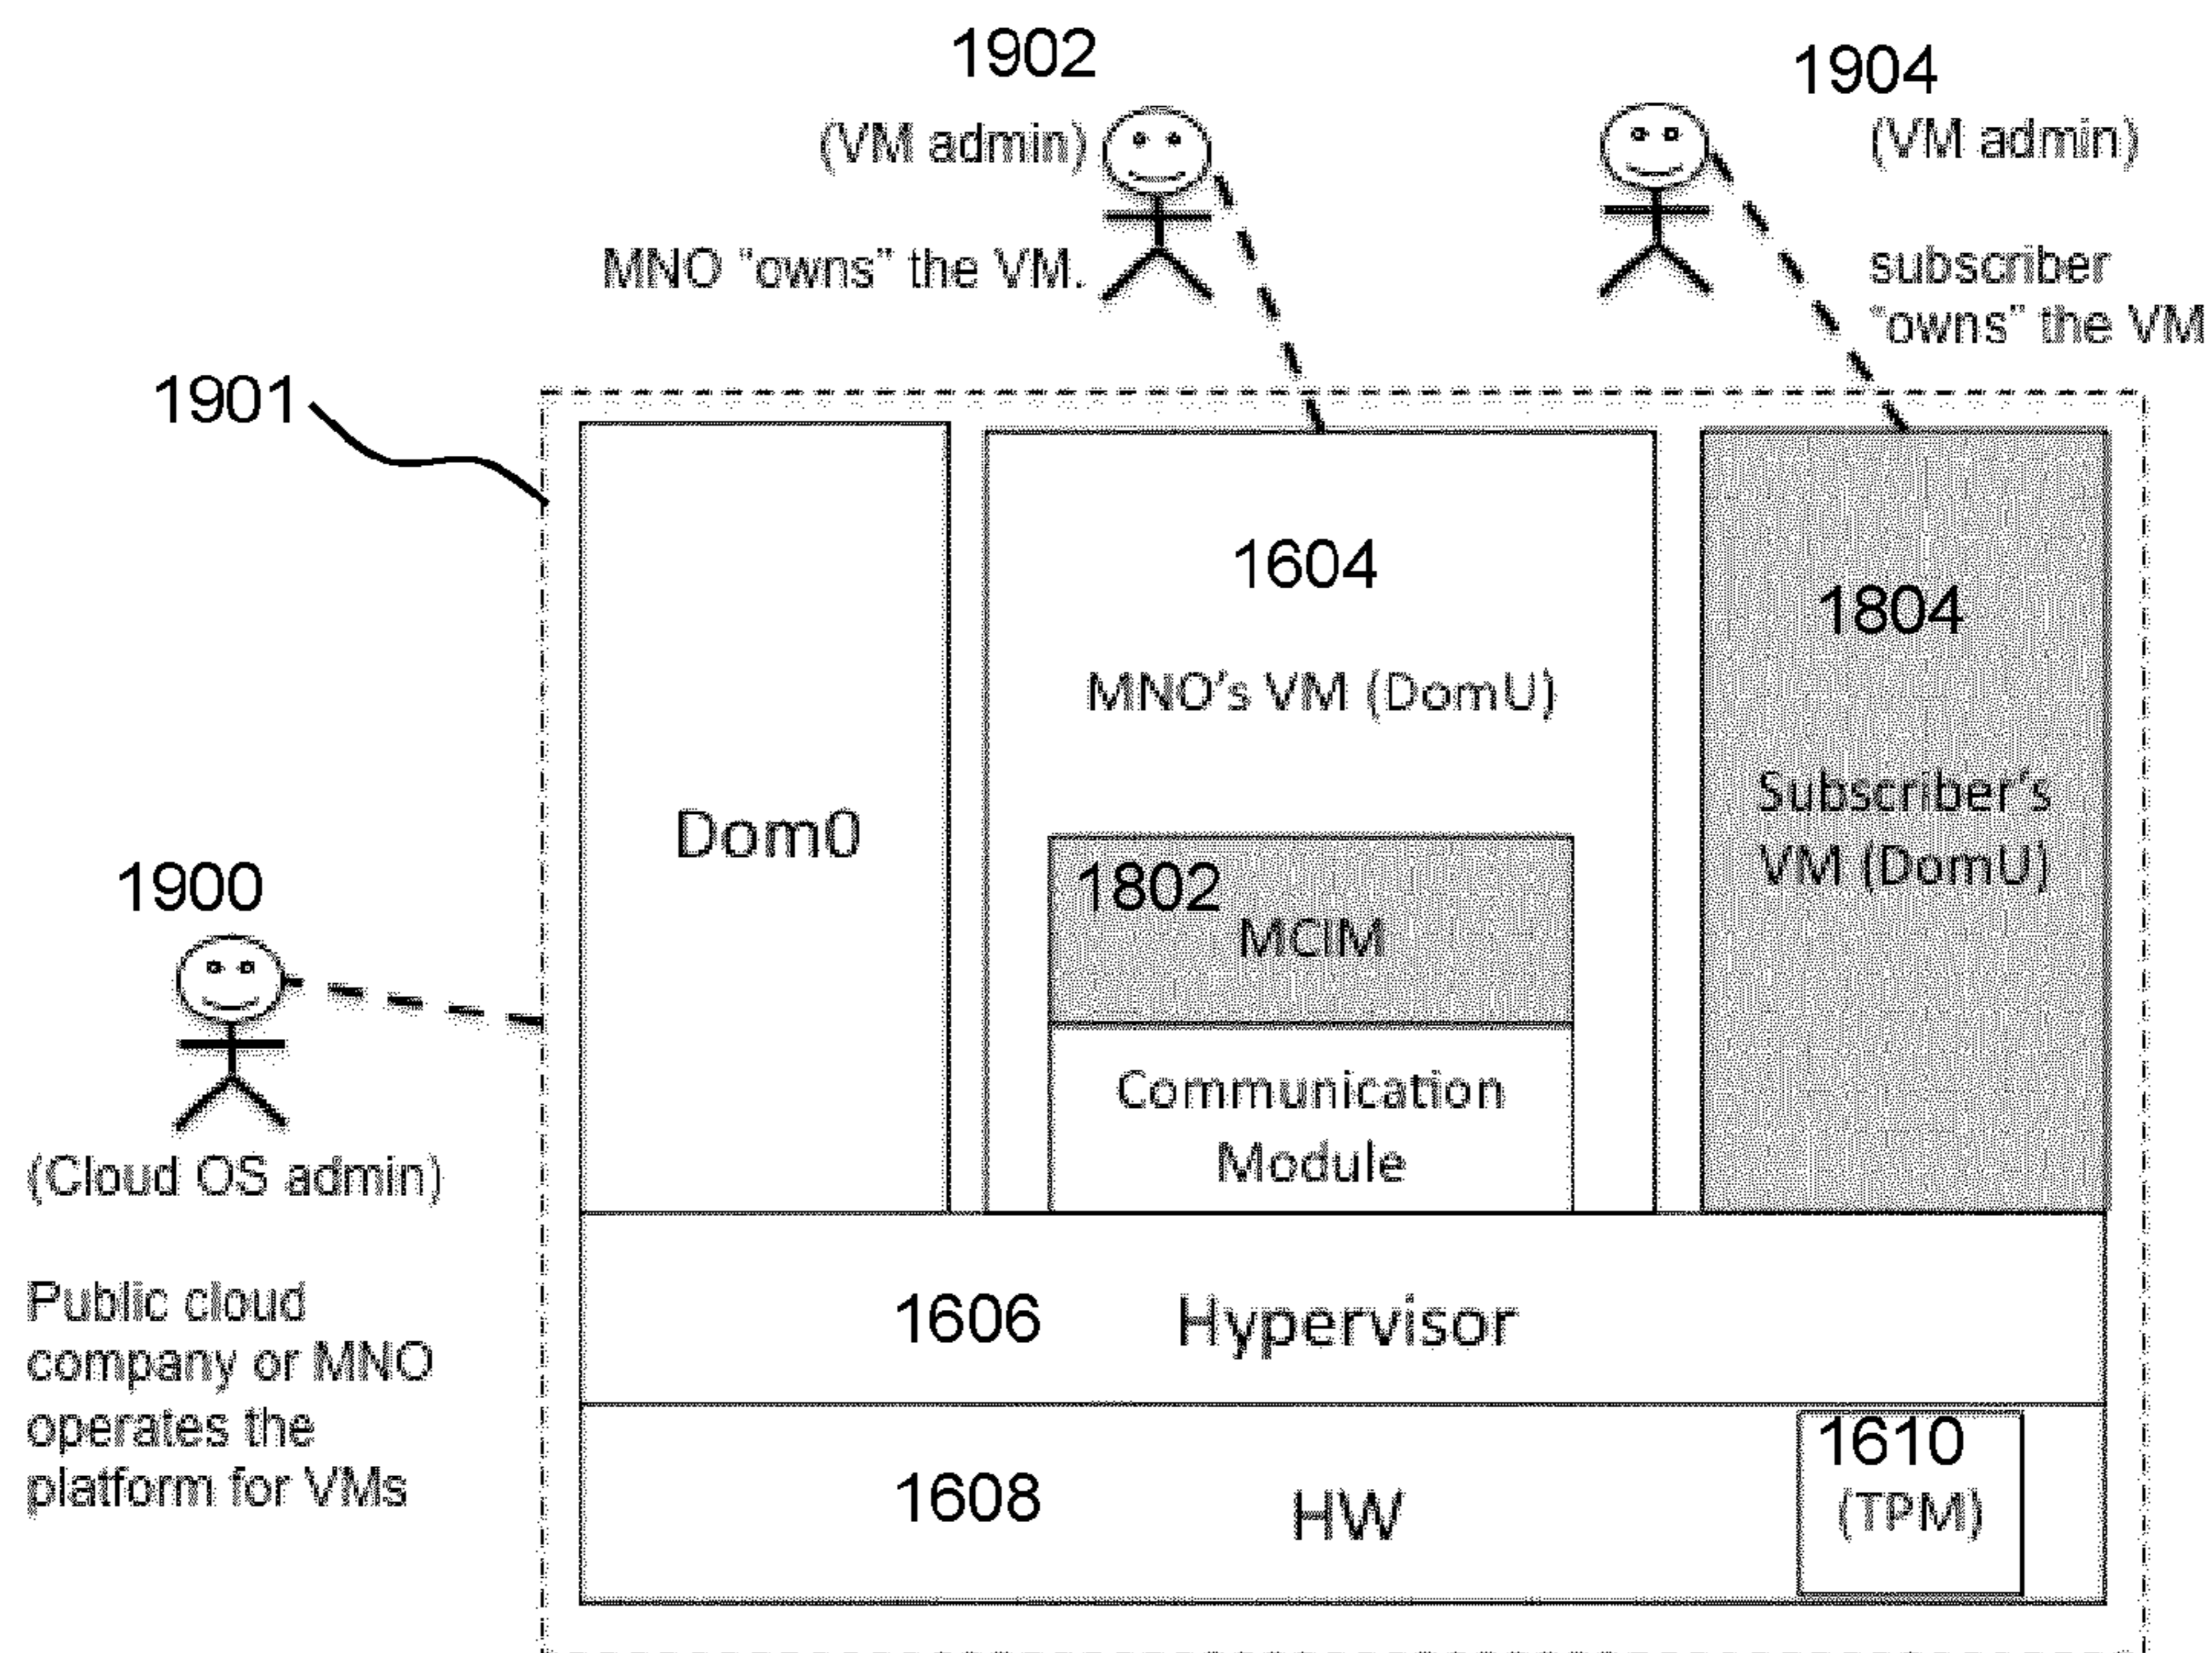 1902
1904
(VM admin)
(VM admin)
MNO "owns" the VM.
subscriber
"owns" the VM
1901
1604
1804
MNO's VM (DomU)
Subscriber's
VM (DomU)
Dom0
1802
MCIM
1900
Communication
Module
(Cloud OS admin)
Public cloud
company or MNO
operates the
platform for VMs
1606 Hypervisor
1610
(TPM)
1608 HW